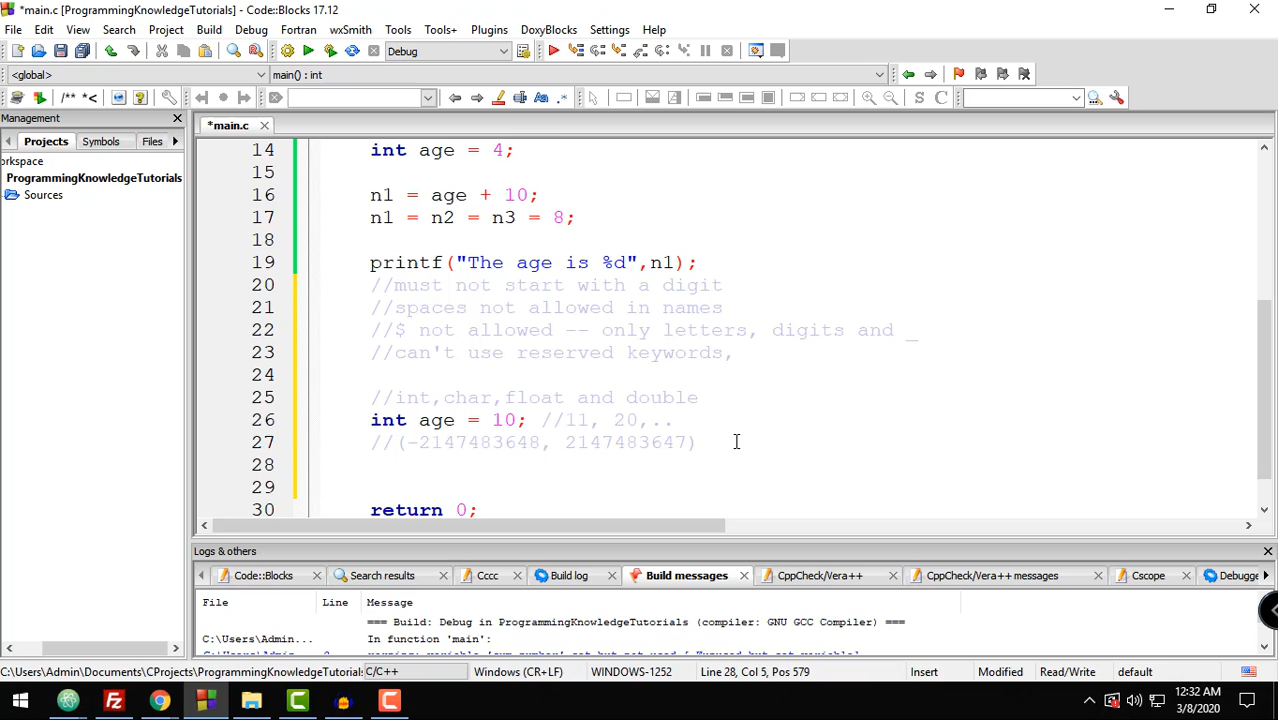 *main.c [ProgrammingKnowledgeTutorials] - Code::Blocks 17.12
File Edit View Search Project Build Debug Fortran wxSmith Tools Tools+ Plugins DoxyBlocks Settings Help
Debug
<global> main() : int
/** *< S C
Management
*main.c
Projects Symbols Files
orkspace
ProgrammingKnowledgeTutorials
Sources
14 int age = 4;
15
16 n1 = age + 10;
17 n1 = n2 = n3 = 8;
18
19 printf("The age is %d",n1);
20 //must not start with a digit
21 //spaces not allowed in names
22 //$ not allowed -- only letters, digits and _
23 //can't use reserved keywords,
24
25 //int,char,float and double
26 int age = 10; //11, 20,..
27 //(-2147483648, 2147483647)
28
29
30 return 0;
Logs & others
Code::Blocks Search results Cccc Build log Build messages CppCheck/Vera++ CppCheck/Vera++ messages Cscope Debugge
File Line Message
=== Build: Debug in ProgrammingKnowledgeTutorials (compiler: GNU GCC Compiler) ===
C:\Users\Admin... In function 'main':
C:\Users\Admin\Documents\CProjects\ProgrammingKnowledgeTutorials C/C++ Windows (CR+LF) WINDOWS-1252 Line 28, Col 5, Pos 579 Insert Modified Read/Write default
12:32 AM
3/8/2020